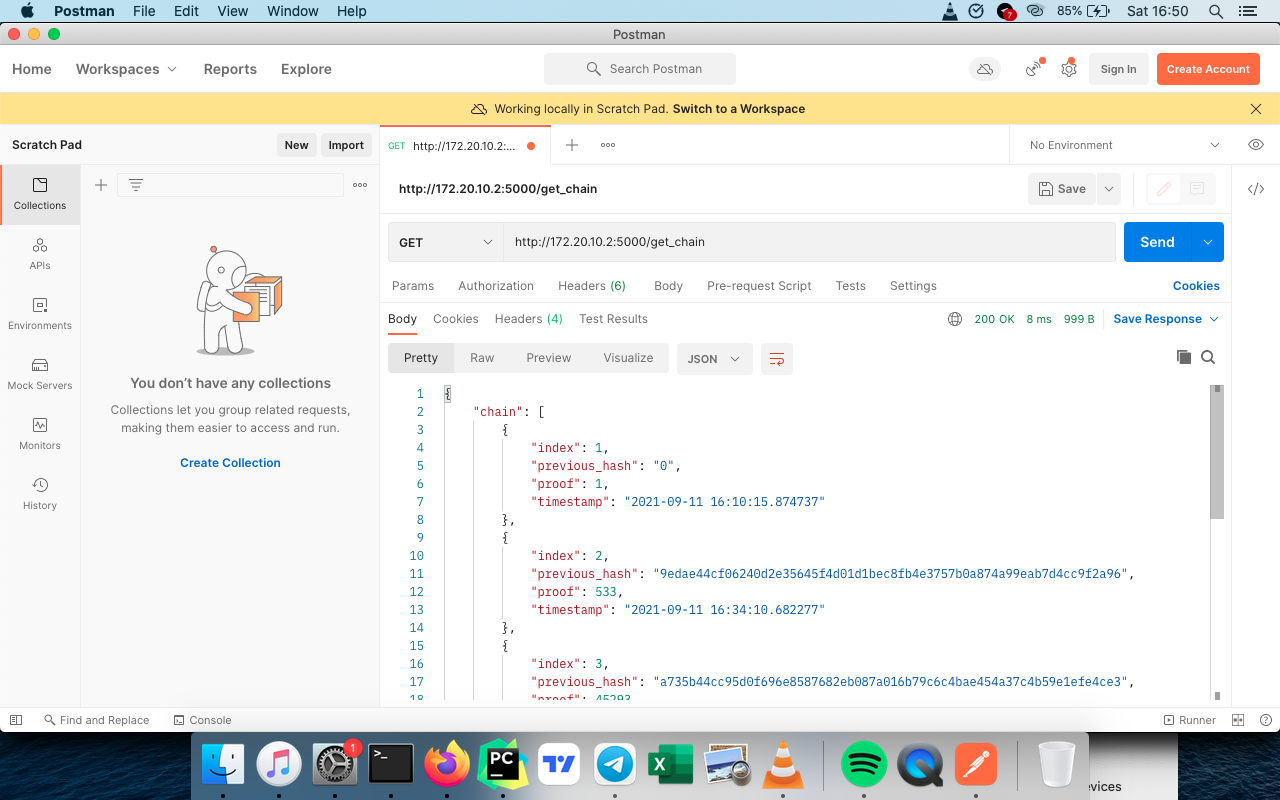 Postman File Edit View Window Help 7 85% Sat 16:50
Postman
Home Workspaces Reports Explore Search Postman Sign In Create Account
Working locally in Scratch Pad. Switch to a Workspace
Scratch Pad New Import GET http://172.20.10.2:... No Environment
Collections
APIs
Environments
Mock Servers
Monitors
History
You don't have any collections
Collections let you group related requests,
making them easier to access and run.
Create Collection
http://172.20.10.2:5000/get_chain Save
GET http://172.20.10.2:5000/get_chain Send
Params Authorization Headers (6) Body Pre-request Script Tests Settings Cookies
Body Cookies Headers (4) Test Results 200 OK 8 ms 999 B Save Response
Pretty Raw Preview Visualize JSON
1 {
2 "chain": [
3 {
4 "index": 1,
5 "previous_hash": "0",
6 "proof": 1,
7 "timestamp": "2021-09-11 16:10:15.874737"
8 },
9 {
10 "index": 2,
11 "previous_hash": "9edae44cf06240d2e35645f4d01d1bec8fb4e3757b0a874a99eab7d4cc9f2a96",
12 "proof": 533,
13 "timestamp": "2021-09-11 16:34:10.682277"
14 },
15 {
16 "index": 3,
17 "previous_hash": "a735b44cc95d0f696e8587682eb087a016b79c6c4bae454a37c4b59e1efe4ce3",
18 "proof": 45293,
Find and Replace Console Runner
1
PC
evices